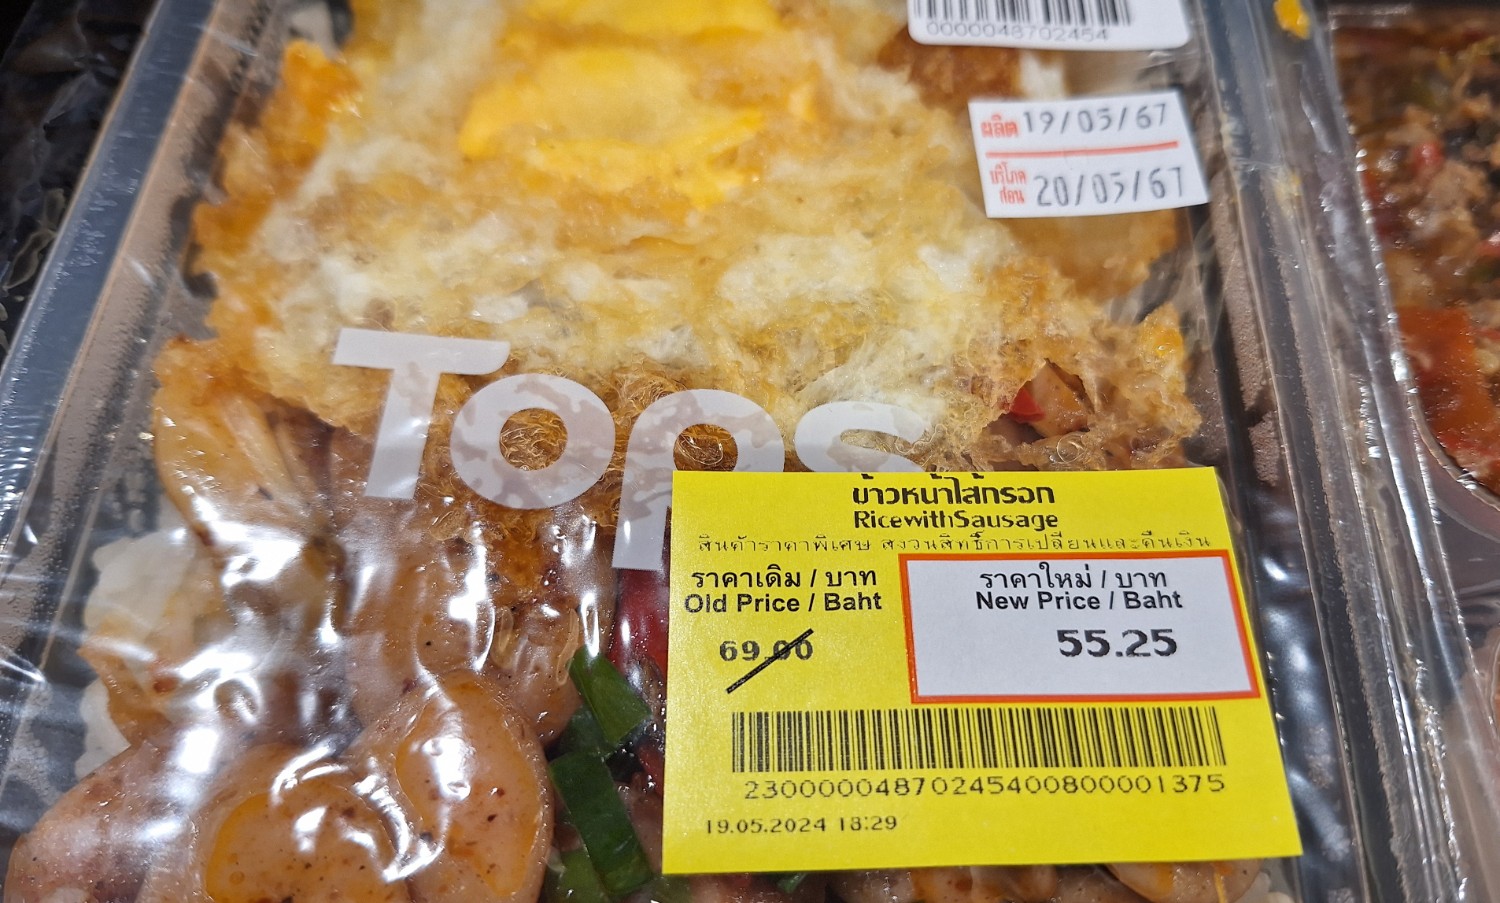 0000048702454
ผลิต 19/05/67
บริโภค
ก่อน 20/05/67
Tops
ข้าวหน้าไส้กรอก
RicewithSausage
สินค้าราคาพิเศษ สงวนสิทธิ์การเปลี่ยนและคืนเงิน
ราคาเดิม / บาท
Old Price / Baht
69.00
ราคาใหม่ / บาท
New Price / Baht
55.25
23000004870245400800001375
19.05.2024 18:29